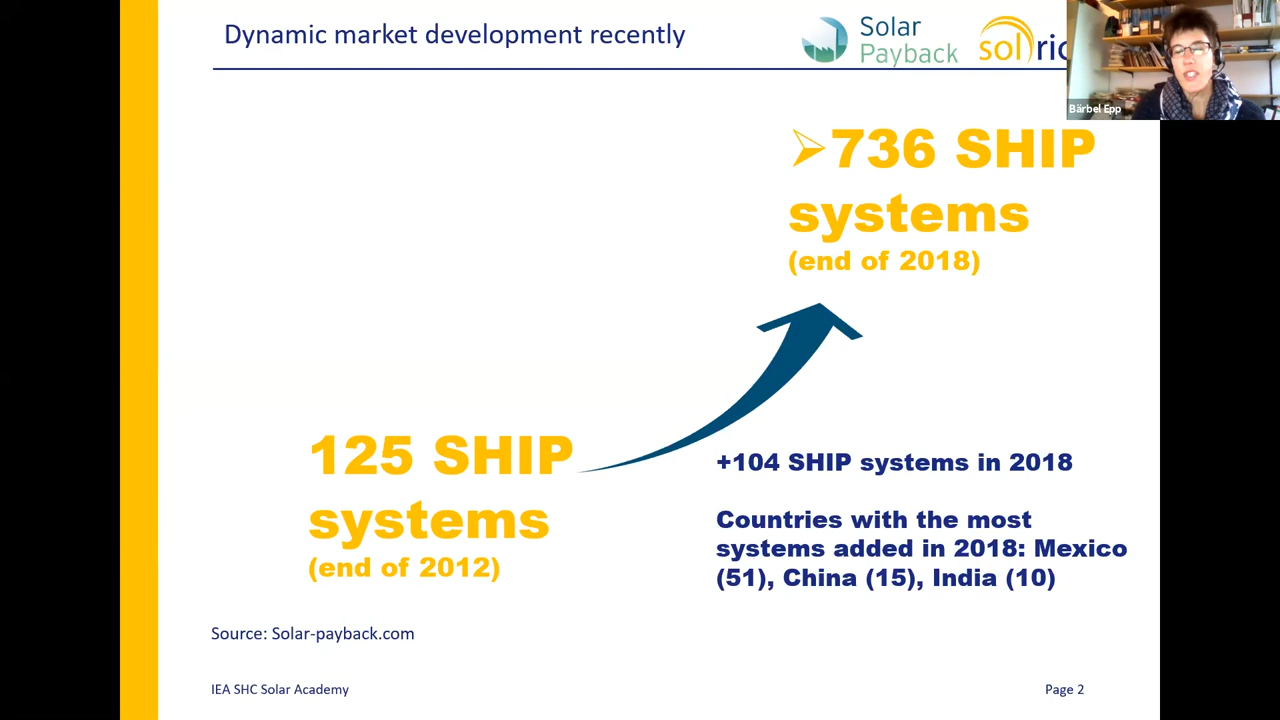 Dynamic market development recently
Solar
Payback
solric
Bärbel Epp
➢736 SHIP
systems
(end of 2018)
125 SHIP
systems
(end of 2012)
+104 SHIP systems in 2018
Countries with the most
systems added in 2018: Mexico
(51), China (15), India (10)
Source: Solar-payback.com
IEA SHC Solar Academy
Page 2